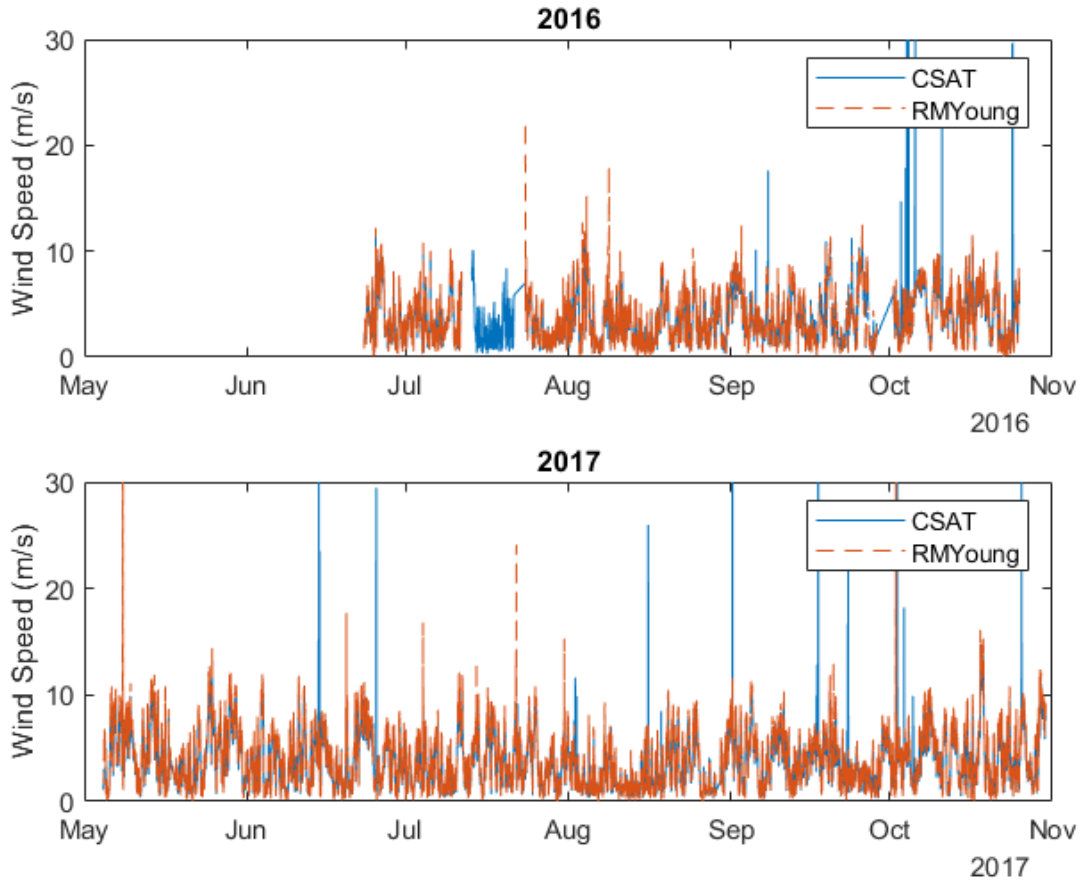 2016
30
20
10
0
Wind Speed (m/s)
CSAT
RMYoung
May Jun Jul Aug Sep Oct Nov
2016
2017
30
20
10
0
Wind Speed (m/s)
CSAT
RMYoung
May Jun Jul Aug Sep Oct Nov
2017